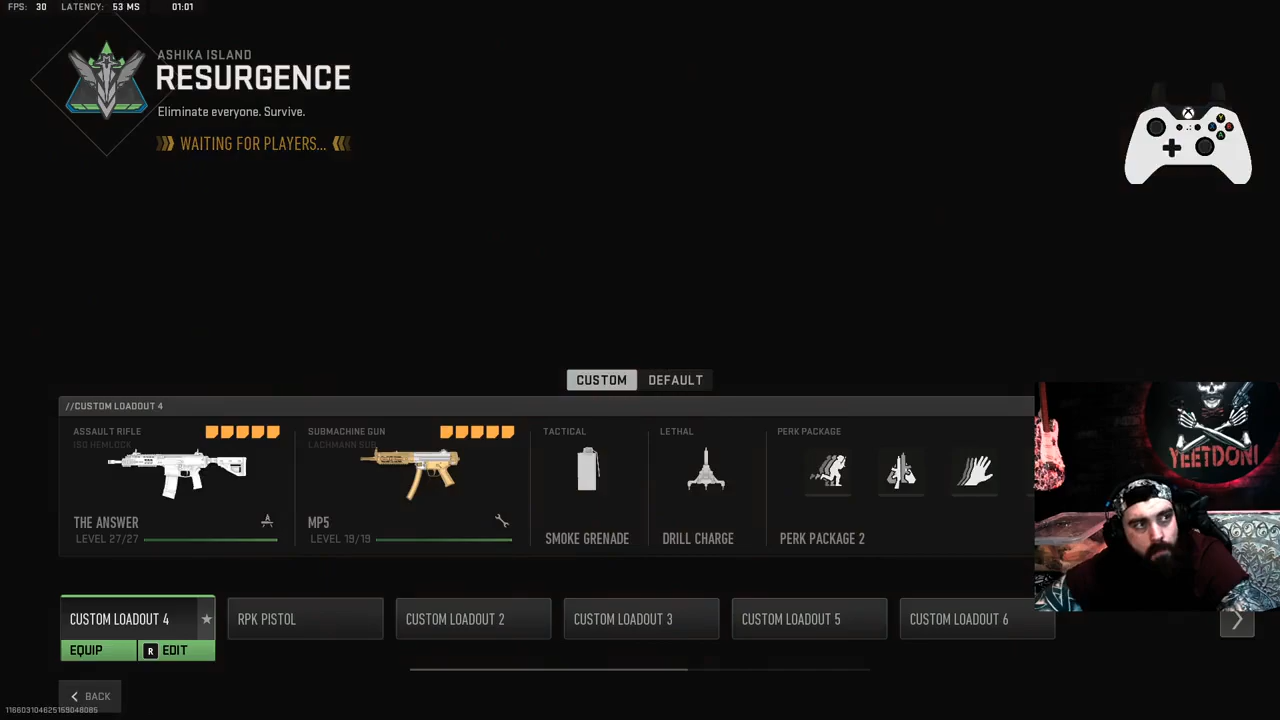 FPS: 30 LATENCY: 53 MS 01:01
ASHIKA ISLAND
RESURGENCE
Eliminate everyone. Survive.
WAITING FOR PLAYERS...
Y
X B
A
CUSTOM DEFAULT
//CUSTOM LOADOUT 4
ASSAULT RIFLE SUBMACHINE GUN TACTICAL LETHAL PERK PACKAGE
ISO HEMLOCK LACHMANN SUB
YEETDONI
THE ANSWER MP5
LEVEL 27/27 LEVEL 19/19 SMOKE GRENADE DRILL CHARGE PERK PACKAGE 2
CUSTOM LOADOUT 4 RPK PISTOL CUSTOM LOADOUT 2 CUSTOM LOADOUT 3 CUSTOM LOADOUT 5 CUSTOM LOADOUT 6
EQUIP R EDIT
BACK
116603104625159048085